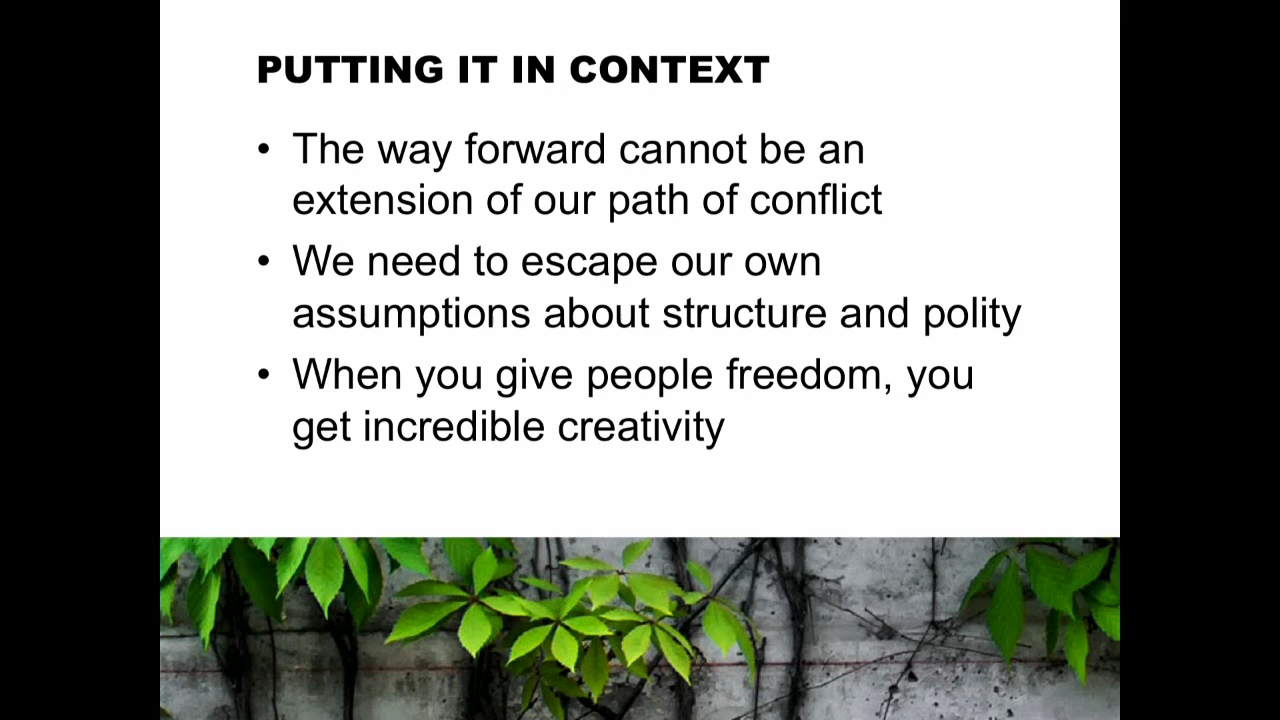 PUTTING IT IN CONTEXT
• The way forward cannot be an
extension of our path of conflict
• We need to escape our own
assumptions about structure and polity
• When you give people freedom, you
get incredible creativity